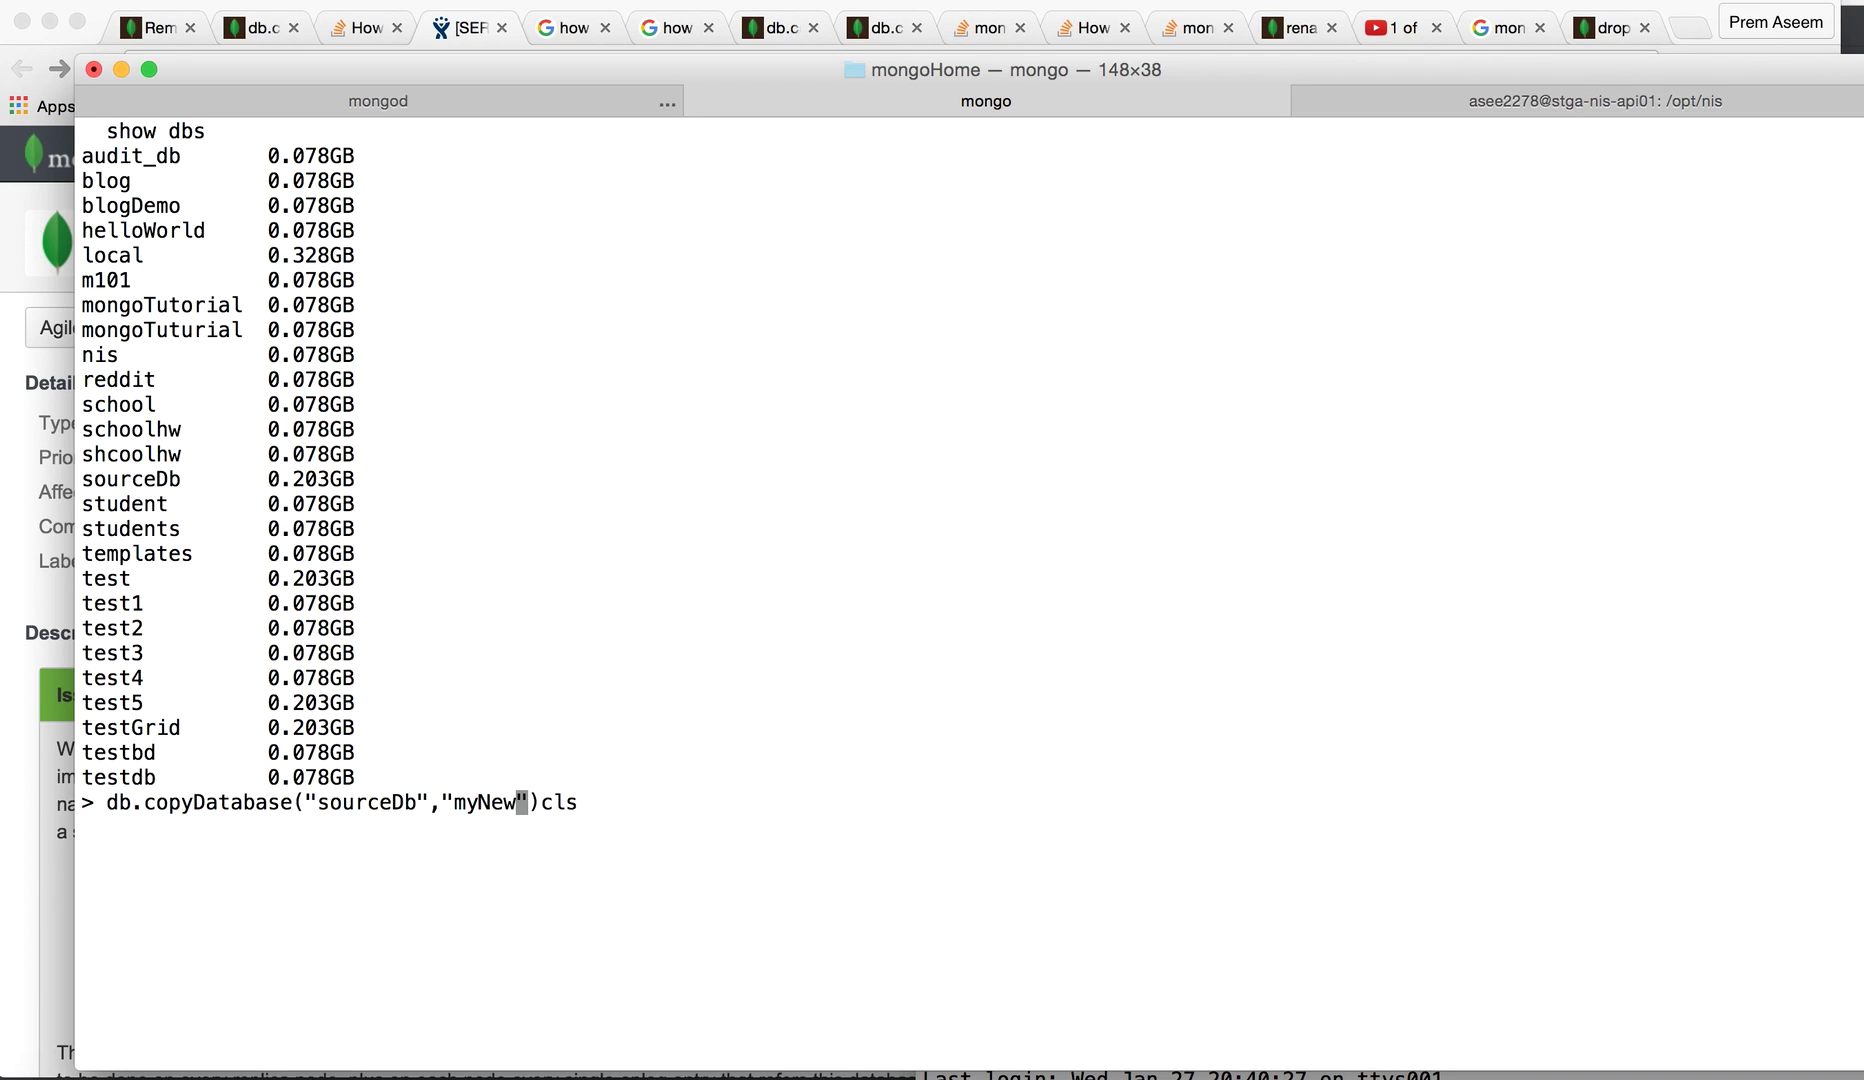 Rem
db.c
How
[SEF
how
how
db.c
db.c
mon
How
mon
rena
1 of
mon
drop
Prem Aseem
mongoHome — mongo — 148×38
Apps
mongod
...
mongo
asee2278@stga-nis-api01: /opt/nis
show dbs
audit_db 0.078GB
blog 0.078GB
blogDemo 0.078GB
helloWorld 0.078GB
local 0.328GB
m101 0.078GB
mongoTutorial 0.078GB
mongoTuturial 0.078GB
nis 0.078GB
reddit 0.078GB
school 0.078GB
schoolhw 0.078GB
shcoolhw 0.078GB
sourceDb 0.203GB
student 0.078GB
students 0.078GB
templates 0.078GB
test 0.203GB
test1 0.078GB
test2 0.078GB
test3 0.078GB
test4 0.078GB
test5 0.203GB
testGrid 0.203GB
testbd 0.078GB
testdb 0.078GB
> db.copyDatabase("sourceDb","myNew")cls
Agil
Detail
Type
Prio
Affe
Com
Labe
Descr
Is
W
im
na
a
Th
Last login: Wed Jan 27 20:40:27 on ttys001